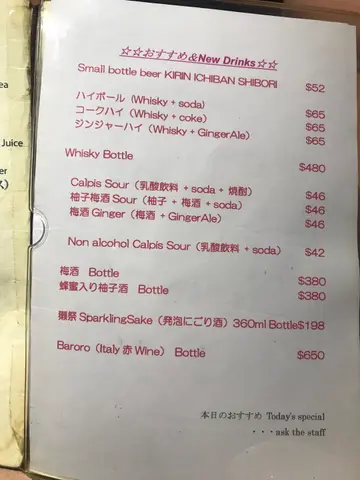 ☆☆おすすめ&New Drinks☆☆
Small bottle beer KIRIN ICHIBAN SHIBORI $52
ハイボール (Whisky + soda) $65
コークハイ (Whisky + coke) $65
ジンジャーハイ (Whisky + GingerAle) $65
Whisky Bottle $480
Calpis Sour (乳酸飲料 + soda + 焼酎) $46
柚子梅酒 Sour (柚子 + 梅酒 + soda) $46
梅酒 Ginger (梅酒 + GingerAle) $46
Non alcohol Calpis Sour (乳酸飲料 + soda) $42
梅酒 Bottle $380
蜂蜜入り柚子酒 Bottle $380
獺祭 SparklingSake (発泡にごり酒) 360ml Bottle $198
Baroro (Italy 赤 Wine) Bottle $650
本日のおすすめ Today's special
・・・ask the staff
Juice